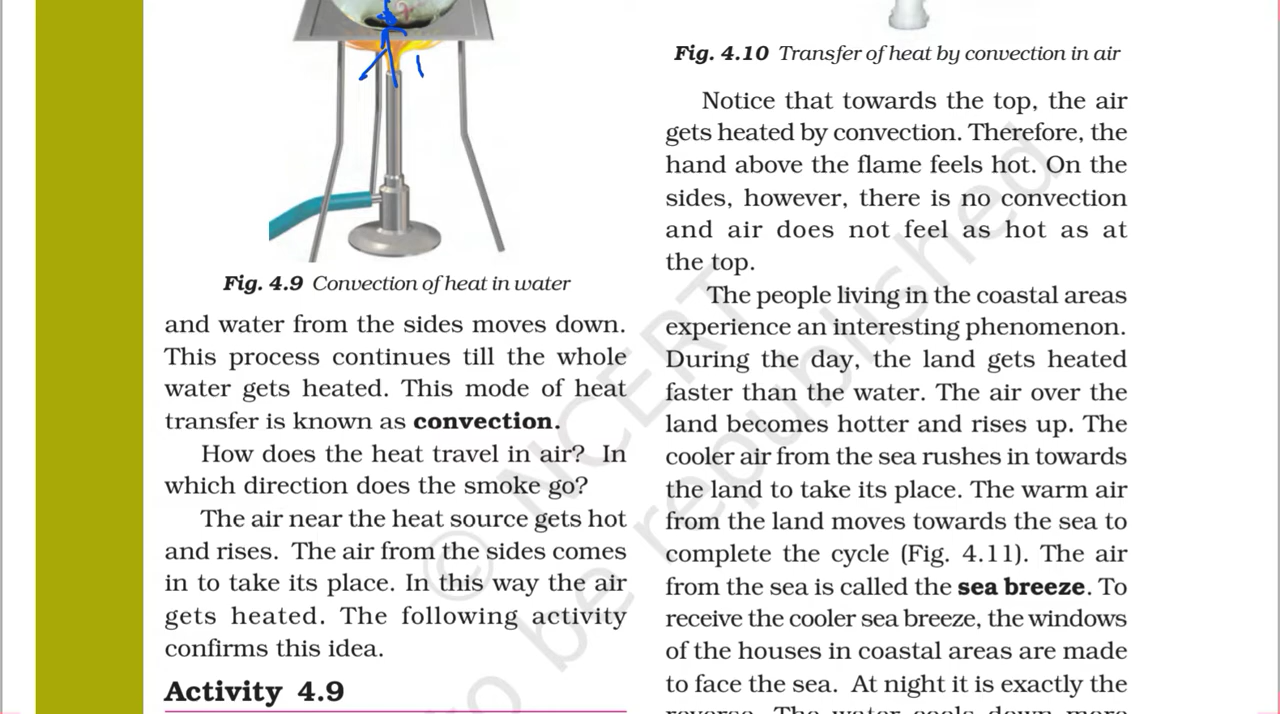 Fig. 4.9 Convection of heat in water
and water from the sides moves down.
This process continues till the whole
water gets heated. This mode of heat
transfer is known as convection.
How does the heat travel in air? In
which direction does the smoke go?
The air near the heat source gets hot
and rises. The air from the sides comes
in to take its place. In this way the air
gets heated. The following activity
confirms this idea.
Activity 4.9
Fig. 4.10 Transfer of heat by convection in air
Notice that towards the top, the air
gets heated by convection. Therefore, the
hand above the flame feels hot. On the
sides, however, there is no convection
and air does not feel as hot as at
the top.
The people living in the coastal areas
experience an interesting phenomenon.
During the day, the land gets heated
faster than the water. The air over the
land becomes hotter and rises up. The
cooler air from the sea rushes in towards
the land to take its place. The warm air
from the land moves towards the sea to
complete the cycle (Fig. 4.11). The air
from the sea is called the sea breeze. To
receive the cooler sea breeze, the windows
of the houses in coastal areas are made
to face the sea. At night it is exactly the
reverse. The water cools down more
© NCERT
to be republished